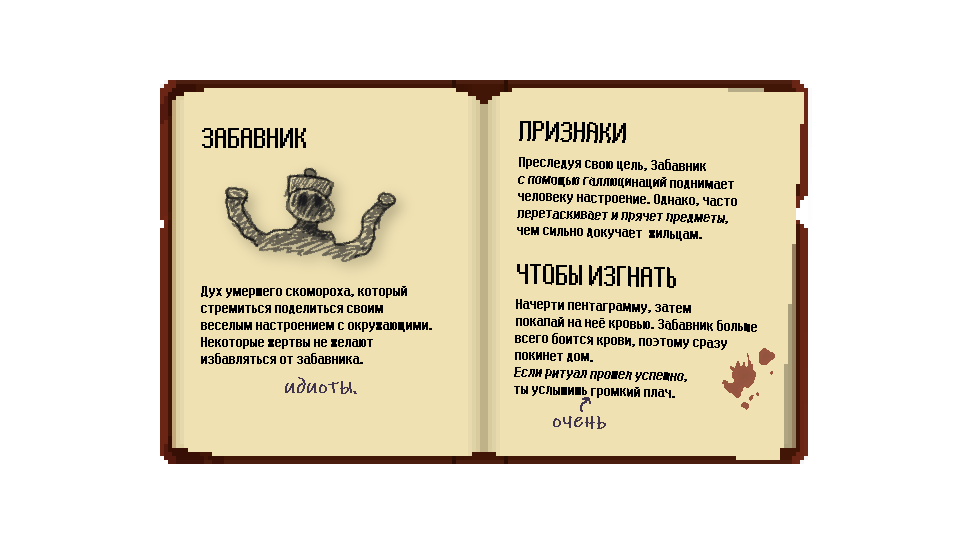 ЗАБАВНИК
Дух умершего скомороха, который
стремиться поделиться своим
веселым настроением с окружающими.
Некоторые жертвы не желают
избавляться от забавника.
идиоты.
ПРИЗНАКИ
Преследуя свою цель, Забавник
с помощью галлюцинаций поднимает
человеку настроение. Однако, часто
перетаскивает и прячет предметы,
чем сильно докучает жильцам.
ЧТОБЫ ИЗГНАТЬ
Начерти пентаграмму, затем
покапай на неё кровью. Забавник больше
всего боится крови, поэтому сразу
покинет дом.
Если ритуал прошел успешно,
ты услышишь громкий плач.
очень